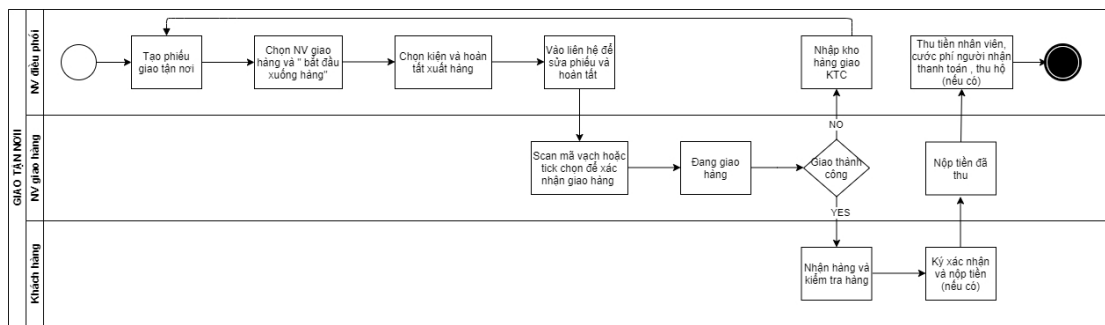 GIAO TẬN NƠI
NV điều phối
Tạo phiếu
giao tận nơi
Chọn NV giao
hàng và " bắt đầu
xuống hàng"
Chọn kiện và hoàn
tất xuất hàng
Vào liên hệ để
sửa phiếu và
hoàn tất
Nhập kho
hàng giao
KTC
Thu tiền nhân viên,
cước phí người nhận
thanh toán , thu hộ
(nếu có)
NV giao hàng
Scan mã vạch hoặc
tick chọn để xác
nhận giao hàng
Đang giao
hàng
NO
Giao thành
công
YES
Nộp tiền đã
thu
Khách hàng
Nhận hàng và
kiểm tra hàng
Ký xác nhận
và nộp tiền
(nếu có)